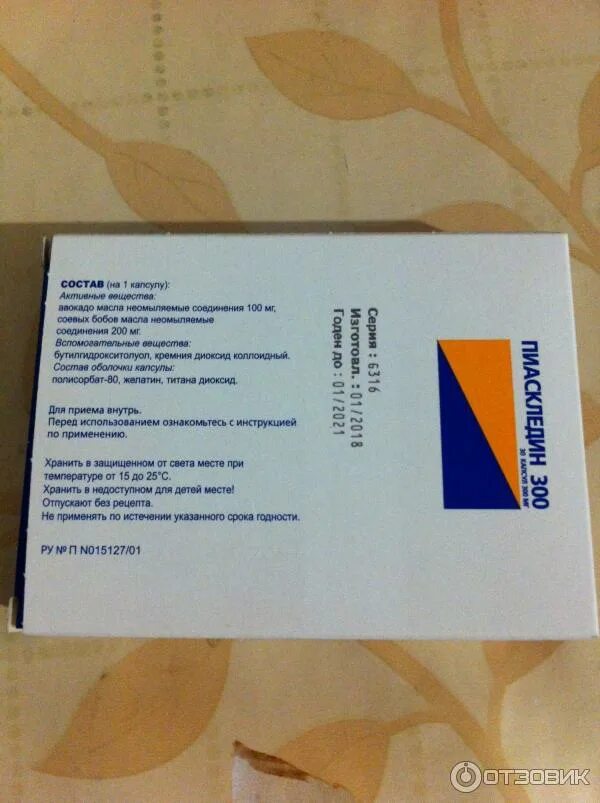 СОСТАВ (на 1 капсулу):
Активные вещества:
авокадо масла неомыляемые соединения 100 мг,
соевых бобов масла неомыляемые
соединения 200 мг.
Вспомогательные вещества:
бутилгидрокситолуол, кремния диоксид коллоидный.
Состав оболочки капсулы:
полисорбат-80, желатин, титана диоксид.
Для приема внутрь.
Перед использованием ознакомьтесь с инструкцией
по применению.
Хранить в защищенном от света месте при
температуре от 15 до 25°С.
Хранить в недоступном для детей месте!
Отпускают без рецепта.
Не применять по истечении указанного срока годности.
РУ № П N015127/01
Серия : G316
Изготовл. : 01/2018
Годен до : 01/2021
ПИАСКЛЕДИН 300
30 КАПСУЛ 300 МГ
ОТЗОВИК